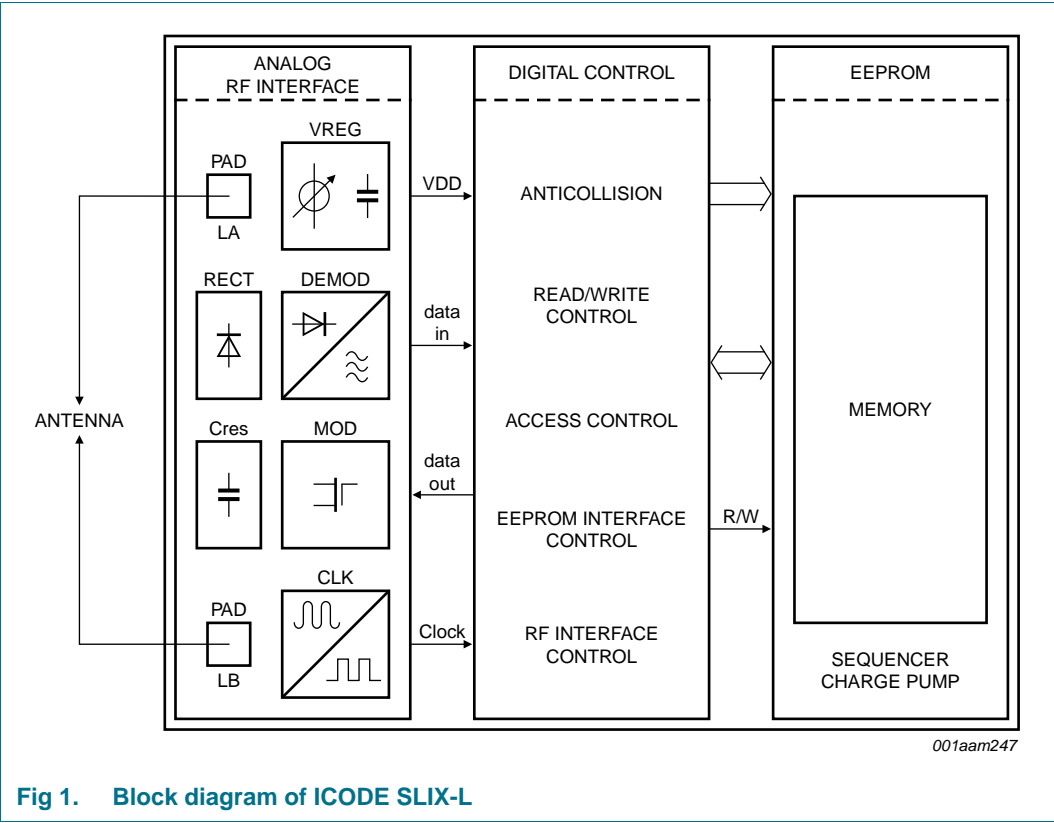 ANALOG
RF INTERFACE
DIGITAL CONTROL
EEPROM
VREG
PAD
LA
VDD
ANTICOLLISION
RECT
DEMOD
data
in
READ/WRITE
CONTROL
ANTENNA
Cres
MOD
data
out
ACCESS CONTROL
MEMORY
EEPROM INTERFACE
CONTROL
R/W
CLK
PAD
LB
Clock
RF INTERFACE
CONTROL
SEQUENCER
CHARGE PUMP
001aam247
Fig 1. Block diagram of ICODE SLIX-L